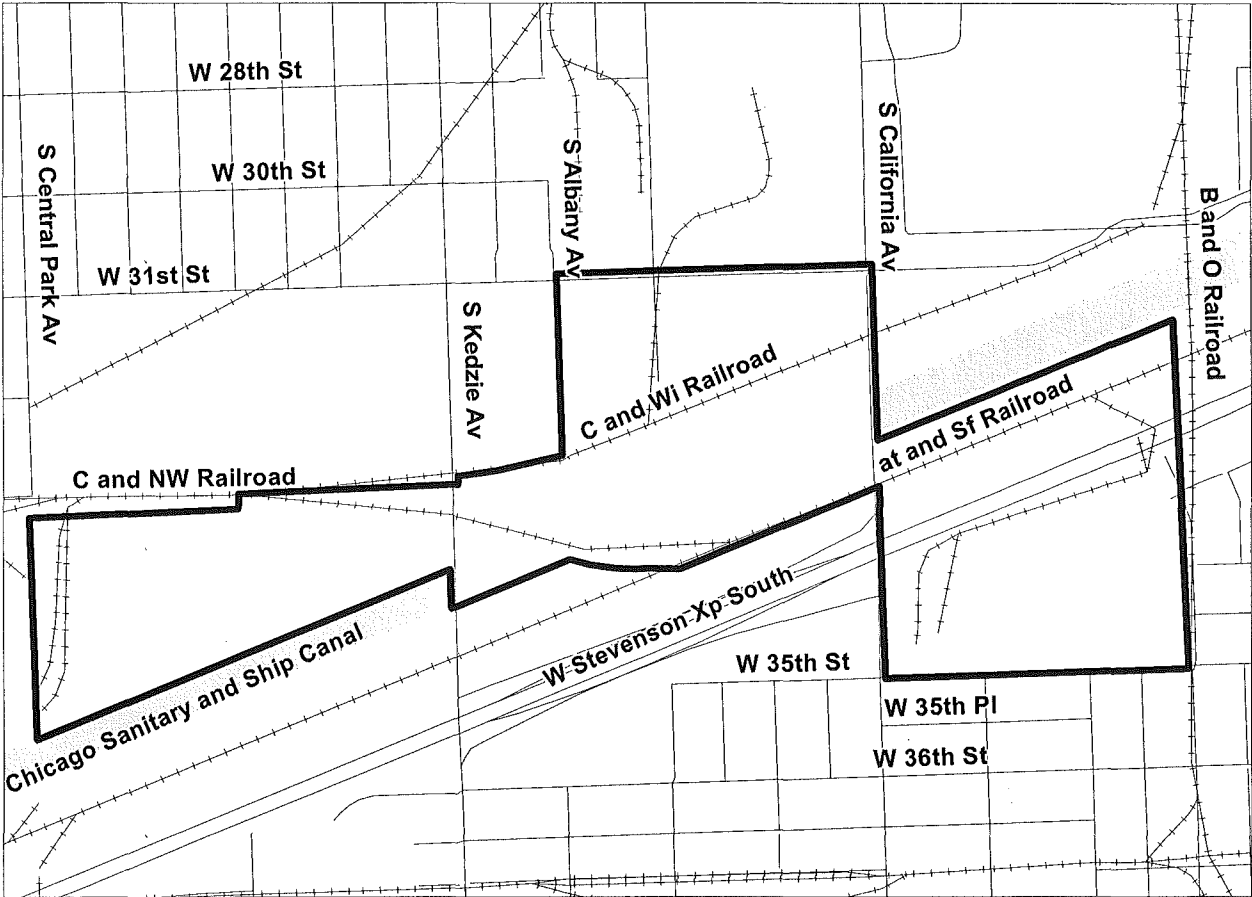 W 28th St
W 30th St
W 31st St
S Central Park Av
S Albany Av
S California Av
B and O Railroad
S Kedzie Av
C and Wi Railroad
at and Sf Railroad
C and NW Railroad
W Stevenson Xp South
Chicago Sanitary and Ship Canal
W 35th St
W 35th Pl
W 36th St